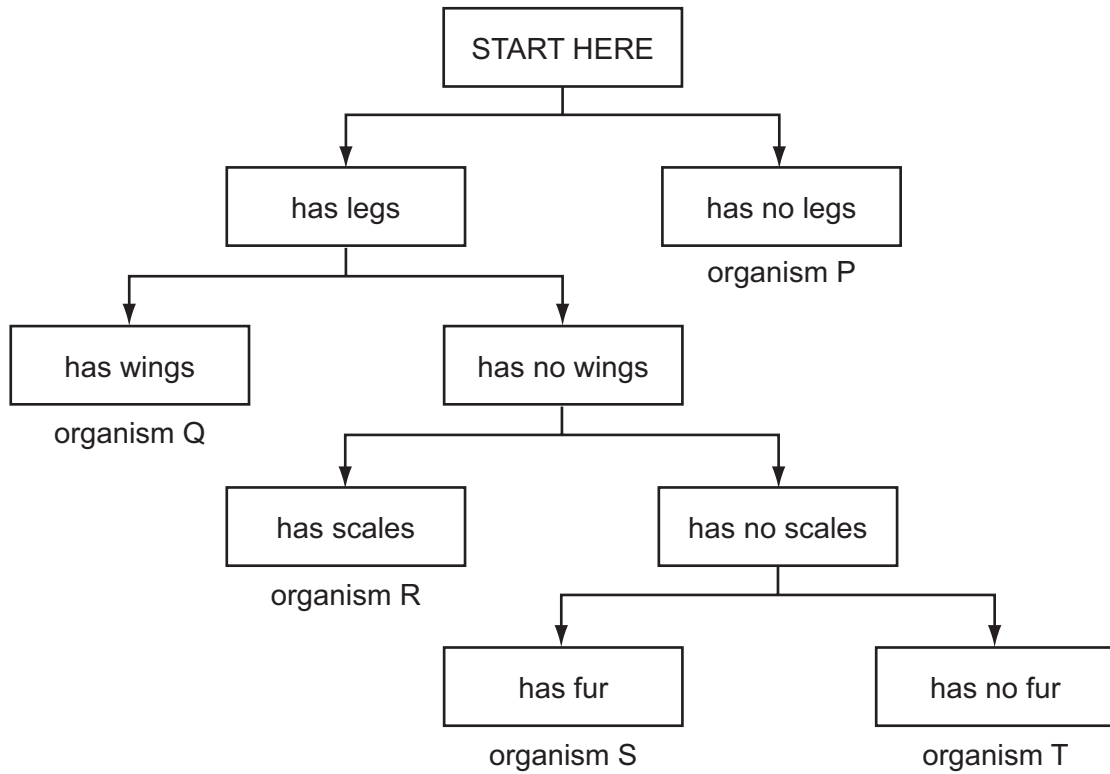 START HERE
has legs
has no legs
organism P
has wings
has no wings
organism Q
has scales
has no scales
organism R
has fur
has no fur
organism S
organism T